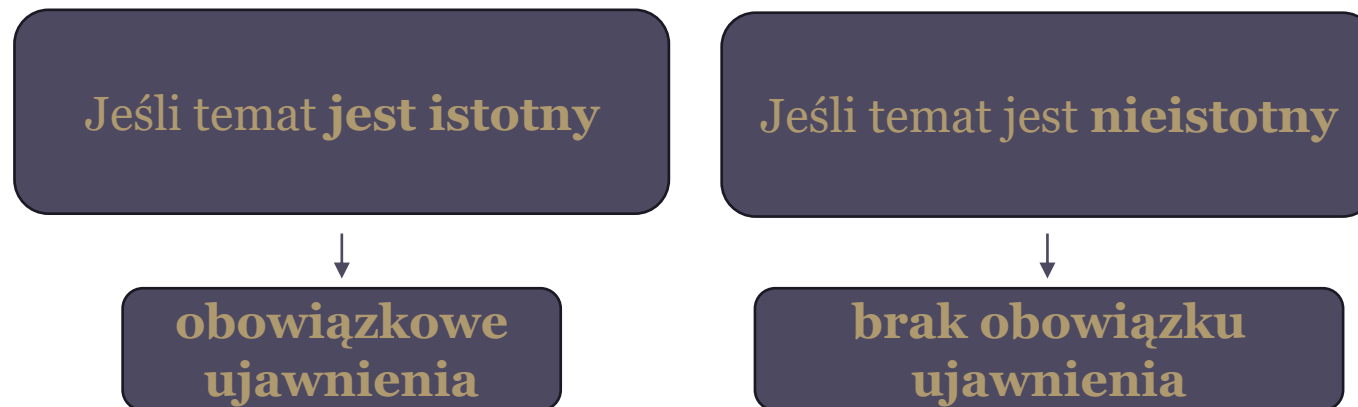 Jeśli temat jest istotny
Jeśli temat jest nieistotny
obowiązkowe
ujawnienia
brak obowiązku
ujawnienia